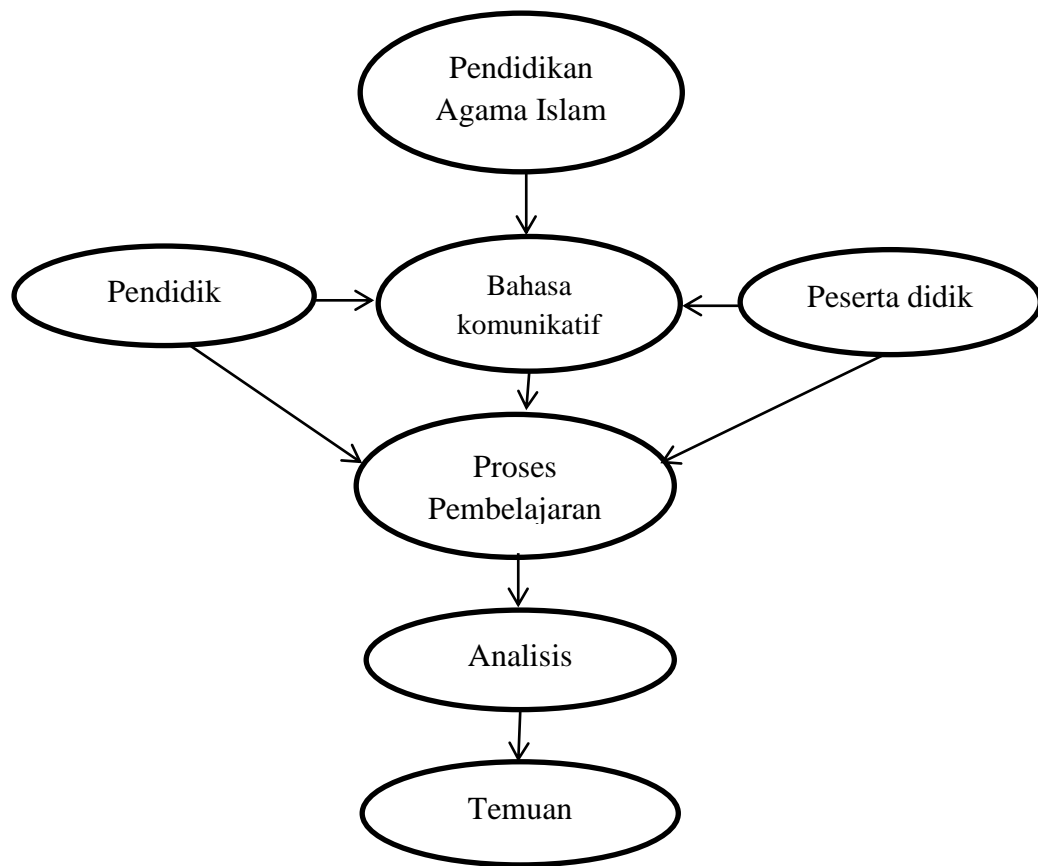 Pendidikan
Agama Islam
Pendidik
Bahasa
komunikatif
Peserta didik
Proses
Pembelajaran
Analisis
Temuan